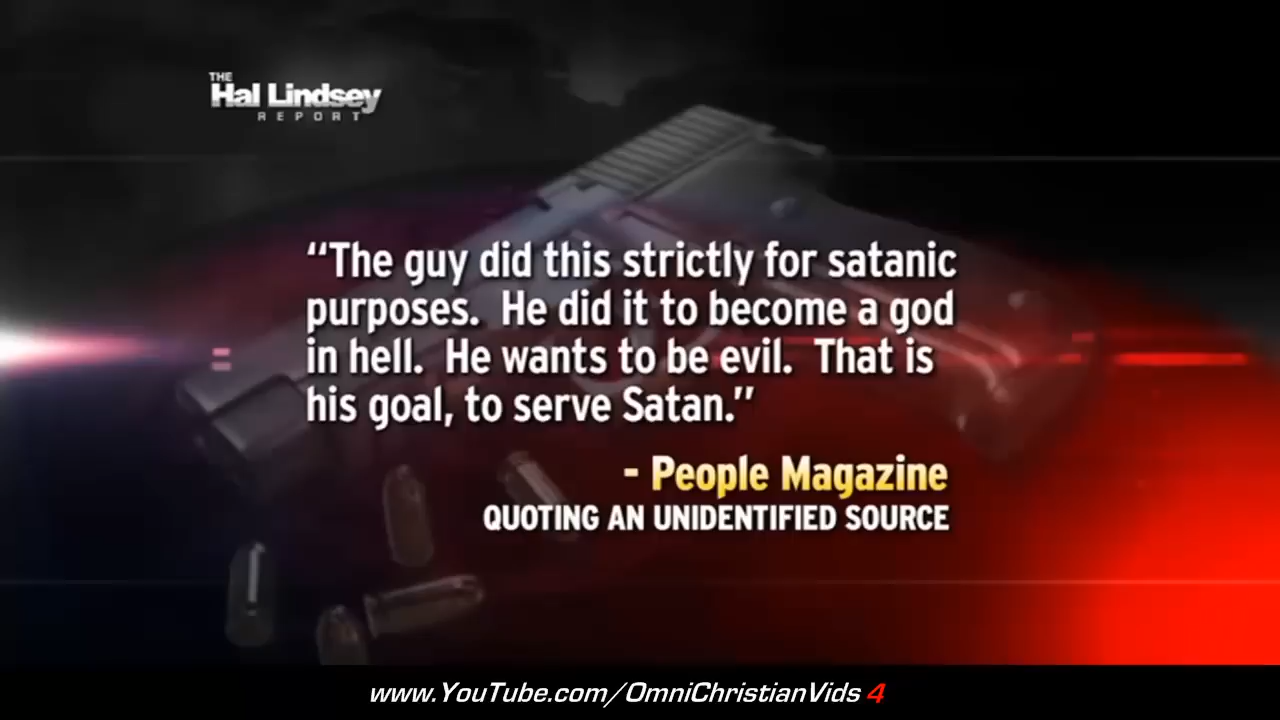 THE
Hal Lindsey
REPORT
“The guy did this strictly for satanic
purposes.  He did it to become a god
in hell.  He wants to be evil.  That is
his goal, to serve Satan.”
- People Magazine
QUOTING AN UNIDENTIFIED SOURCE
www.YouTube.com/OmniChristianVids 4